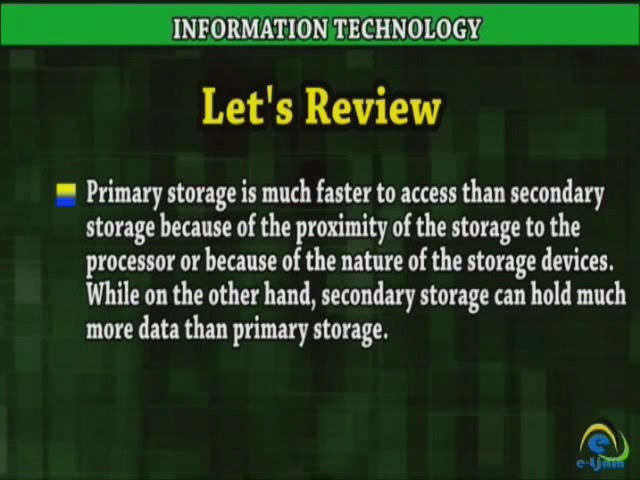 INFORMATION TECHNOLOGY
Let's Review
Primary storage is much faster to access than secondary
storage because of the proximity of the storage to the
processor or because of the nature of the storage devices.
While on the other hand, secondary storage can hold much
more data than primary storage.
e
e-Ljam